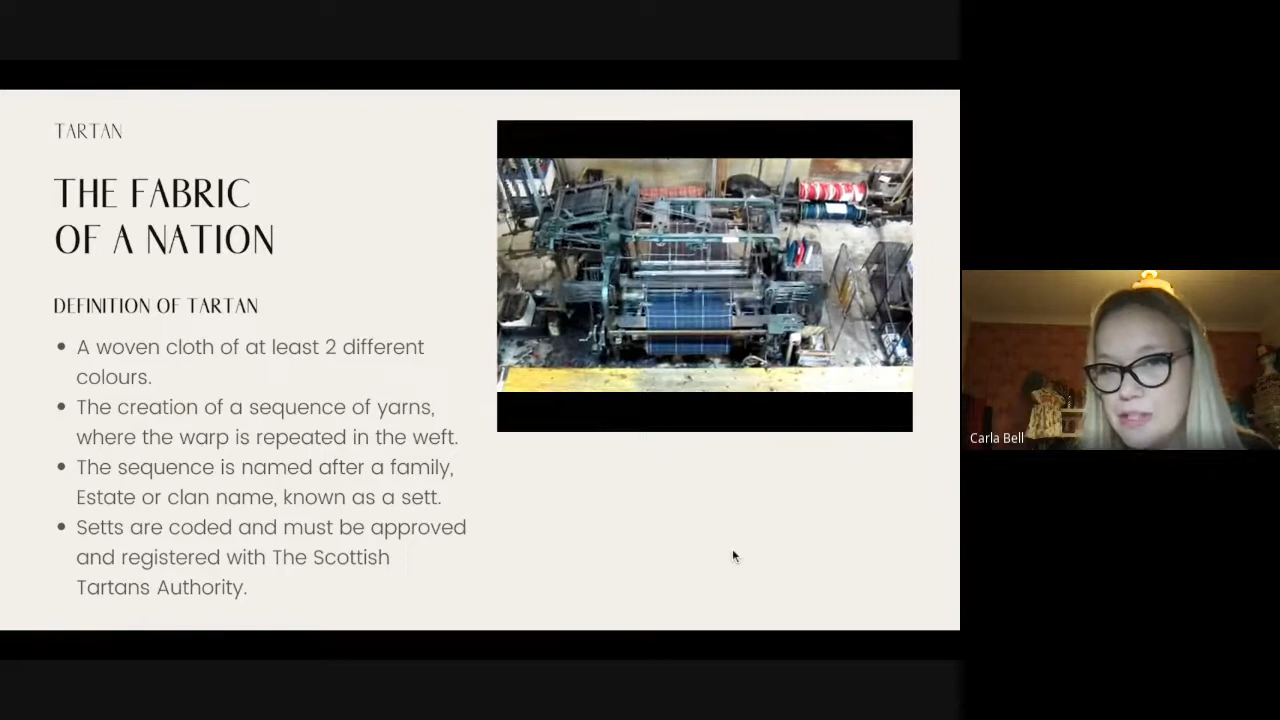 TARTAN
THE FABRIC
OF A NATION
DEFINITION OF TARTAN
• A woven cloth of at least 2 different
colours.
• The creation of a sequence of yarns,
where the warp is repeated in the weft.
• The sequence is named after a family,
Estate or clan name, known as a sett.
• Setts are coded and must be approved
and registered with The Scottish
Tartans Authority.
Carla Bell